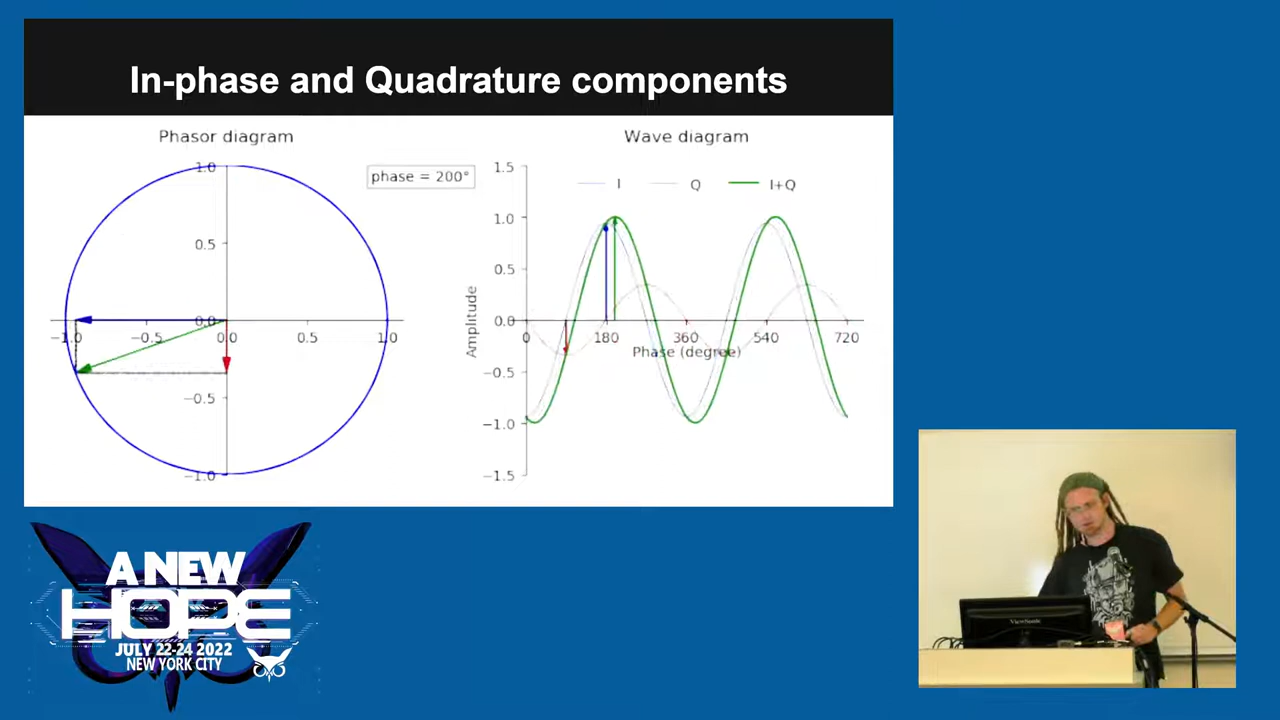 In-phase and Quadrature components
Phasor diagram
1.0
0.5
0.0
−0.5
−1.0
−1.0
−0.5
0.0
0.5
1.0
phase = 200°
Wave diagram
I
Q
I+Q
1.5
1.0
0.5
0.0
−0.5
−1.0
−1.5
Amplitude
0
180
360
540
720
Phase (degree)
A NEW
HOPE
JULY 22-24 2022
NEW YORK CITY
ViewSonic